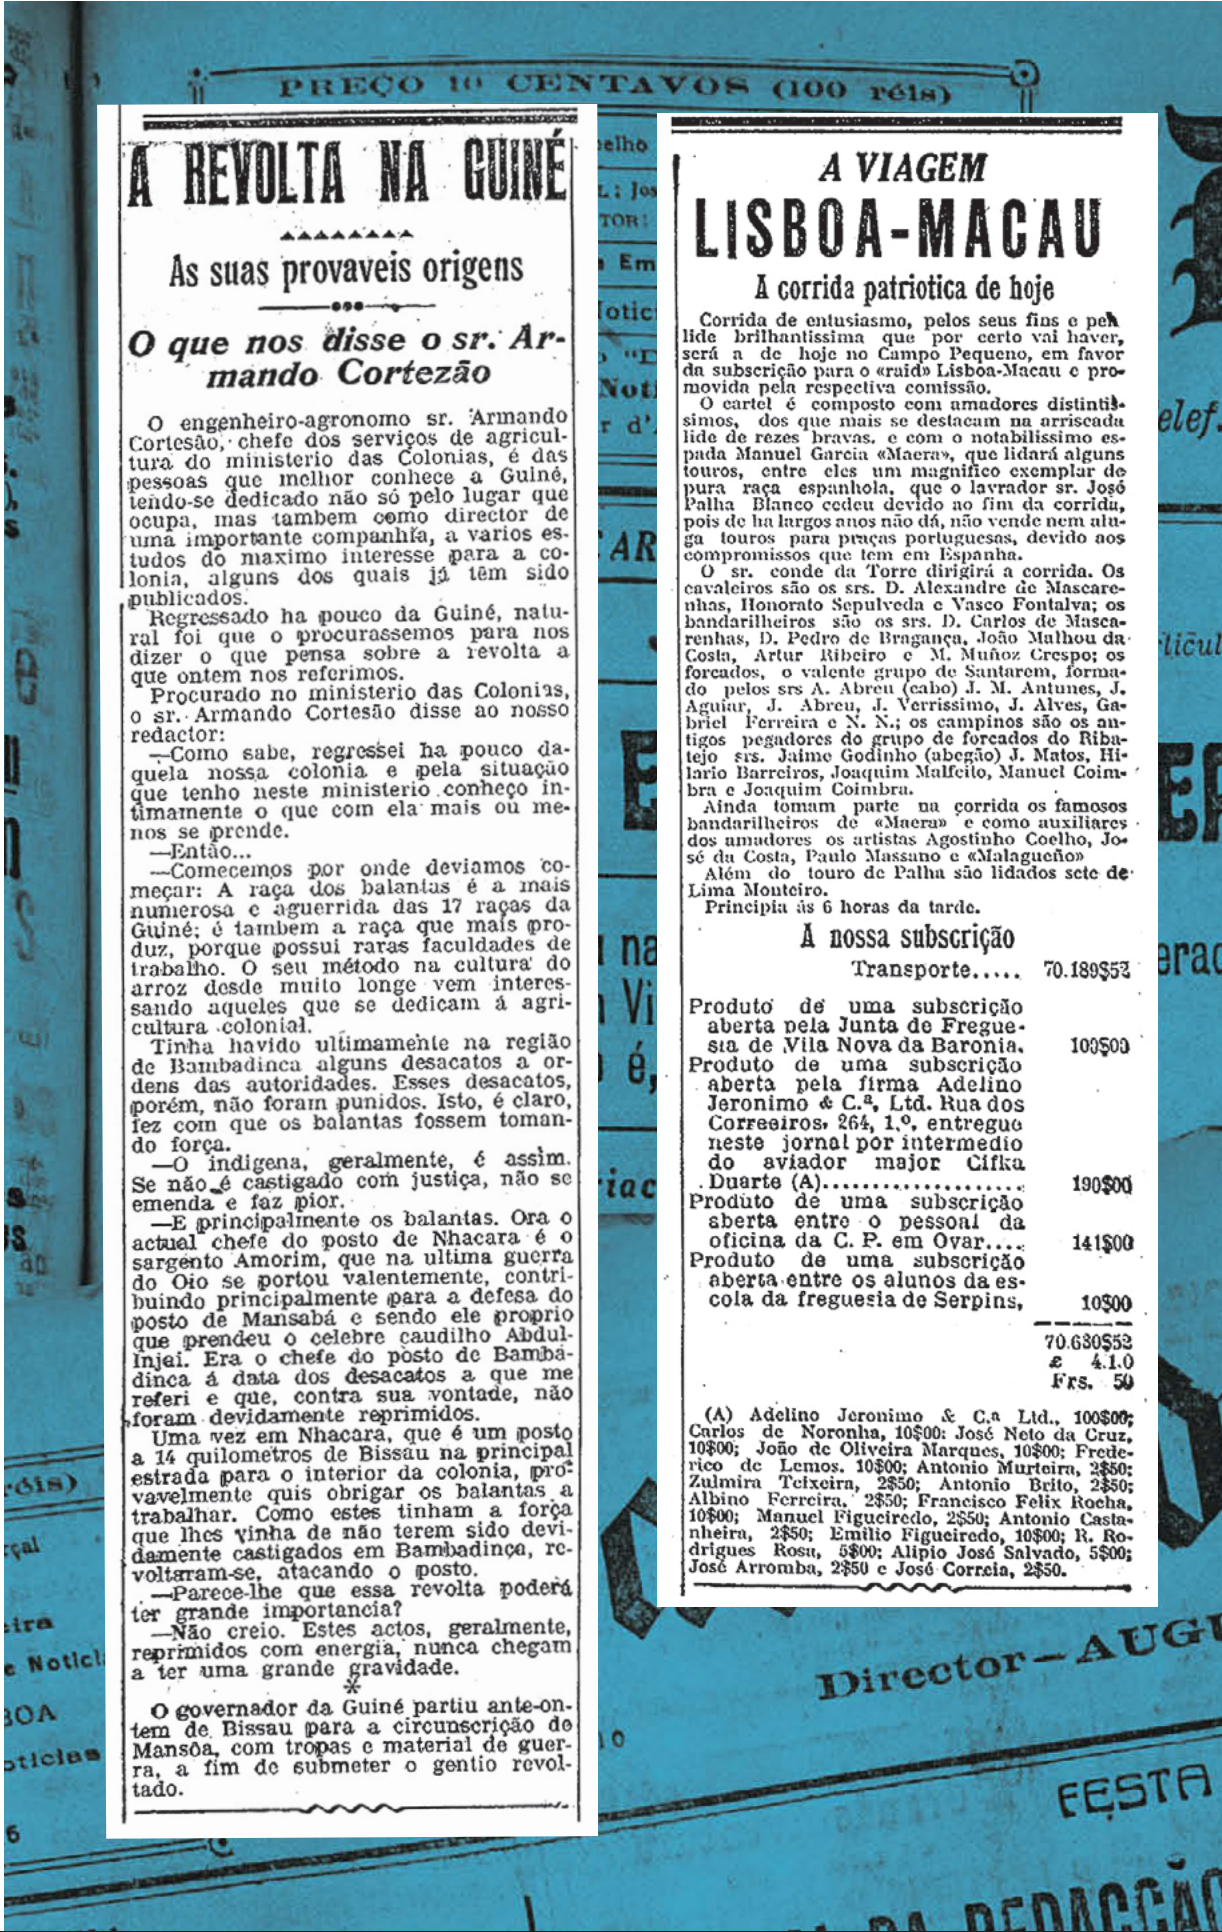 PREÇO 10 CENTAVOS (100 réis)
A REVOLTA NA GUINÉ
As suas provaveis origens
O que nos disse o sr. Ar-
mando Cortezão
O engenheiro-agronomo sr. Armando
Cortesão, chefe dos serviços de agricul-
tura do ministerio das Colonias, é das
pessoas que melhor conhece a Guiné,
tendo-se dedicado não só pelo lugar que
ocupa, mas tambem como director de
uma importante companhia, a varios es-
tudos do maximo interesse para a co-
lonia, alguns dos quais já têm sido
publicados.
Regressado ha pouco da Guiné, natu-
ral foi que o procurassemos para nos
dizer o que pensa sobre a revolta a
que ontem nos referimos.
Procurado no ministerio das Colonias,
o sr. Armando Cortesão disse ao nosso
redactor:
—Como sabe, regressei ha pouco da-
quela nossa colonia e pela situação
que tenho neste ministerio conheço in-
timamente o que com ela mais ou me-
nos se prende.
—Então...
—Comecemos por onde deviamos co-
meçar: A raça dos balantas é a mais
numerosa e aguerrida das 17 raças da
Guiné; é tambem a raça que mais pro-
duz, porque possui raras faculdades de
trabalho. O seu método na cultura do
arroz desde muito longe vem interes-
sando aqueles que se dedicam á agri-
cultura colonial.
Tinha havido ultimamente na região
de Bambadinca alguns desacatos a or-
dens das autoridades. Esses desacatos,
porém, não foram punidos. Isto, é claro,
fez com que os balantas fossem toman-
do força.
—O indigena, geralmente, é assim.
Se não é castigado com justiça, não se
emenda e faz pior.
—E principalmente os balantas. Ora o
actual chefe do posto de Nhacara é o
sargento Amorim, que na ultima guerra
do Oio se portou valentemente, contri-
buindo principalmente para a defesa do
posto de Mansabá e sendo ele proprio
que prendeu o celebre caudilho Abdul-
Injai. Era o chefe do posto de Bamba-
dinca á data dos desacatos a que me
referi e que, contra sua vontade, não
foram devidamente reprimidos.
Uma vez em Nhacara, que é um posto
a 14 quilometros de Bissau na principal
estrada para o interior da colonia, pro-
vavelmente quis obrigar os balantas a
trabalhar. Como estes tinham a força
que lhes vinha de não terem sido devi-
damente castigados em Bambadinca, re-
voltaram-se, atacando o posto.
—Parece-lhe que essa revolta poderá
ter grande importancia?
—Não creio. Estes actos, geralmente,
reprimidos com energia, nunca chegam
a ter uma grande gravidade.
*
O governador da Guiné partiu ante-on-
tem de Bissau para a circunscrição de
Mansôa, com tropas e material de guer-
ra, a fim de submeter o gentio revol-
tado.
A VIAGEM
LISBOA-MACAU
A corrida patriotica de hoje
Corrida de entusiasmo, pelos seus fins e pela
lide brilhantissima que por certo vai haver,
será a de hoje no Campo Pequeno, em favor
da subscrição para o «raid» Lisboa-Macau e pro-
movida pela respectiva comissão.
O cartel é composto com amadores distintis-
simos, dos que mais se destacam na arriscada
lide de rezes bravas, e com o notabilissimo es-
pada Manuel Garcia «Maera», que lidará alguns
touros, entre eles um magnifico exemplar de
pura raça espanhola, que o lavrador sr. José
Palha Blanco cedeu devido ao fim da corrida,
pois de ha largos anos não dá, não vende nem alu-
ga touros para praças portuguesas, devido aos
compromissos que tem em Espanha.
O sr. conde da Torre dirigirá a corrida. Os
cavaleiros são os srs. D. Alexandre de Mascare-
nhas, Honorato Sepulveda e Vasco Fontalva; os
bandarilheiros são os srs. D. Carlos de Masca-
renhas, D. Pedro de Bragança, João Malhou da
Costa, Artur Ribeiro e M. Muñoz Crespo; os
forcados, o valente grupo de Santarem, forma-
do pelos srs A. Abreu (cabo) J. M. Antunes, J.
Aguiar, J. Abreu, J. Verrissimo, J. Alves, Ga-
briel Ferreira e N. N.; os campinos são os an-
tigos pegadores do grupo de forcados do Riba-
tejo srs. Jaime Godinho (abegão) J. Matos, Hi-
lario Barreiros, Joaquim Malfeito, Manuel Coim-
bra e Joaquim Coimbra.
Ainda tomam parte na corrida os famosos
bandarilheiros de «Maera» e como auxiliares
dos amadores os artistas Agostinho Coelho, Jo-
sé da Costa, Paulo Massano e «Malagueño»
Além do touro de Palha são lidados sete de
Lima Monteiro.
Principia ás 6 horas da tarde.
A nossa subscrição
Transporte..... 70.189$52
Produto de uma subscrição
aberta pela Junta de Fregue-
sia de Vila Nova da Baronia. 100$00
Produto de uma subscrição
aberta pela firma Adelino
Jeronimo & C.ª, Ltd. Rua dos
Correeiros, 264, 1.º, entregue
neste jornal por intermedio
do aviador major Cifka
Duarte (A).................... 190$00
Produto de uma subscrição
aberta entre o pessoal da
oficina da C. P. em Ovar.... 141$00
Produto de uma subscrição
aberta entre os alunos da es-
cola da freguesia de Serpins, 10$00
70.630$52
£ 4.1.0
Frs. 50
(A) Adelino Jeronimo & C.a Ltd., 100$00;
Carlos de Noronha, 10$00: José Neto da Cruz,
10$00; João de Oliveira Marques, 10$00; Frede-
rico de Lemos, 10$00; Antonio Murteira, 2$50;
Zulmira Teixeira, 2$50; Antonio Brito, 2$50;
Albino Ferreira, 2$50; Francisco Felix Rocha,
10$00; Manuel Figueiredo, 2$50; Antonio Casta-
nheira, 2$50; Emilio Figueiredo, 10$00; R. Ro-
drigues Rosa, 5$00; Alipio José Salvado, 5$00;
José Arromba, 2$50 e José Correia, 2$50.
Director—AUGU
FESTA
DA REDACÇÃO